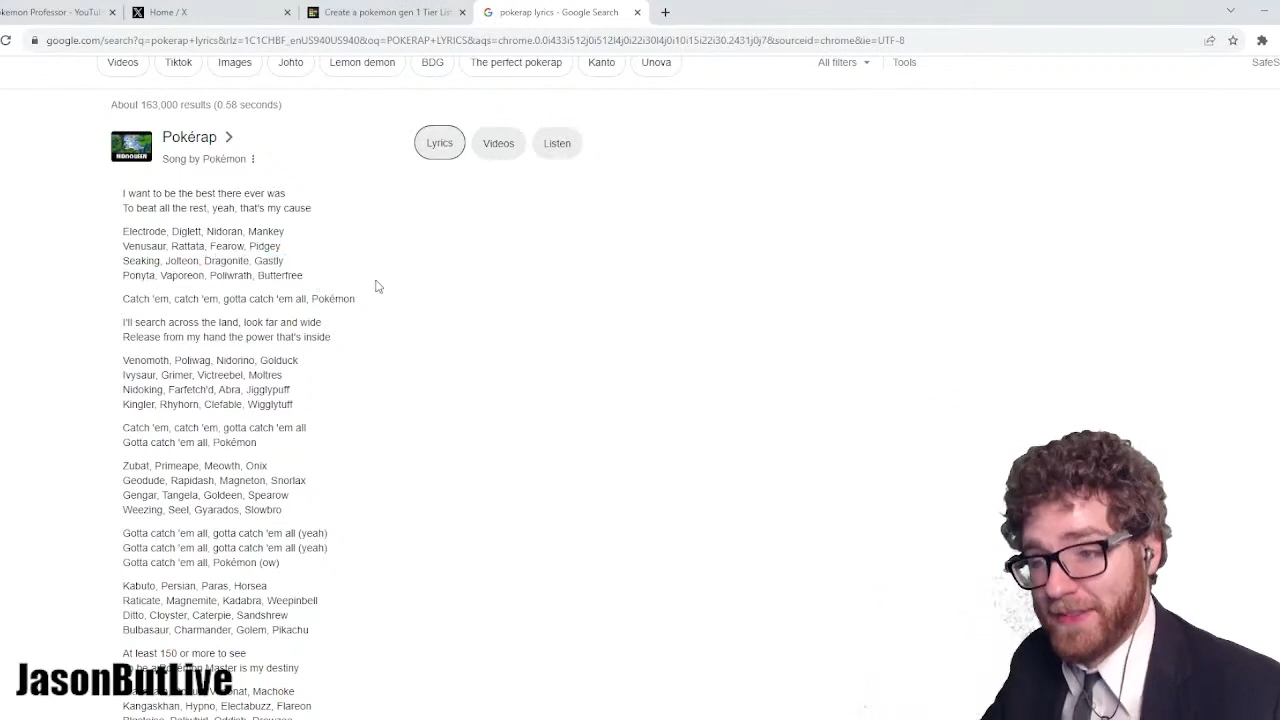 kemon Professor - YouTu
Home / X
Create a pokemon gen 1 Tier List
pokerap lyrics - Google Search
google.com/search?q=pokerap+lyrics&rlz=1C1CHBF_enUS940US940&oq=POKERAP+LYRICS&aqs=chrome.0.0i433i512j0i512l4j0i22i30l4j0i10i15i22i30.2431j0j7&sourceid=chrome&ie=UTF-8
Videos Tiktok Images Johto Lemon demon BDG The perfect pokerap Kanto Unova All filters Tools SafeS
About 163,000 results (0.58 seconds)
Pokérap
Song by Pokémon
Lyrics Videos Listen
I want to be the best there ever was
To beat all the rest, yeah, that's my cause
Electrode, Diglett, Nidoran, Mankey
Venusaur, Rattata, Fearow, Pidgey
Seaking, Jolteon, Dragonite, Gastly
Ponyta, Vaporeon, Poliwrath, Butterfree
Catch 'em, catch 'em, gotta catch 'em all, Pokémon
I'll search across the land, look far and wide
Release from my hand the power that's inside
Venomoth, Poliwag, Nidorino, Golduck
Ivysaur, Grimer, Victreebel, Moltres
Nidoking, Farfetch'd, Abra, Jigglypuff
Kingler, Rhyhorn, Clefable, Wigglytuff
Catch 'em, catch 'em, gotta catch 'em all
Gotta catch 'em all, Pokémon
Zubat, Primeape, Meowth, Onix
Geodude, Rapidash, Magneton, Snorlax
Gengar, Tangela, Goldeen, Spearow
Weezing, Seel, Gyarados, Slowbro
Gotta catch 'em all, gotta catch 'em all (yeah)
Gotta catch 'em all, gotta catch 'em all (yeah)
Gotta catch 'em all, Pokémon (ow)
Kabuto, Persian, Paras, Horsea
Raticate, Magnemite, Kadabra, Weepinbell
Ditto, Cloyster, Caterpie, Sandshrew
Bulbasaur, Charmander, Golem, Pikachu
At least 150 or more to see
be a Pokémon Master is my destiny
JasonButLive
Machoke
Kangaskhan, Hypno, Electabuzz, Flareon
Poliwhirl, Oddish, Drowzee